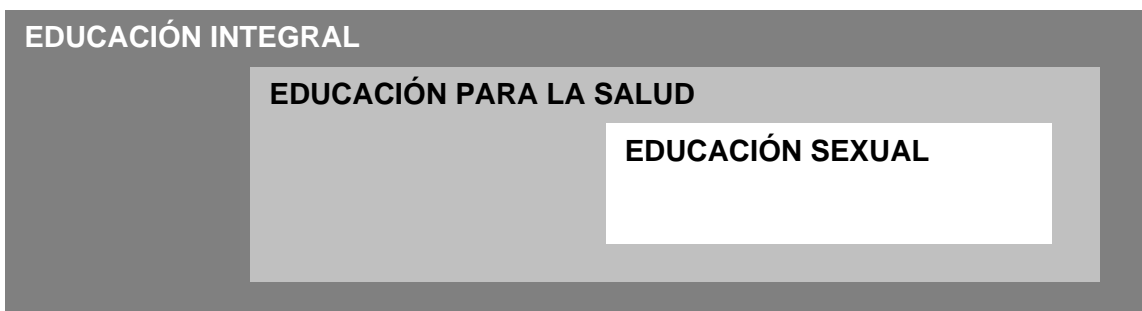 EDUCACIÓN INTEGRAL
EDUCACIÓN PARA LA SALUD
EDUCACIÓN SEXUAL